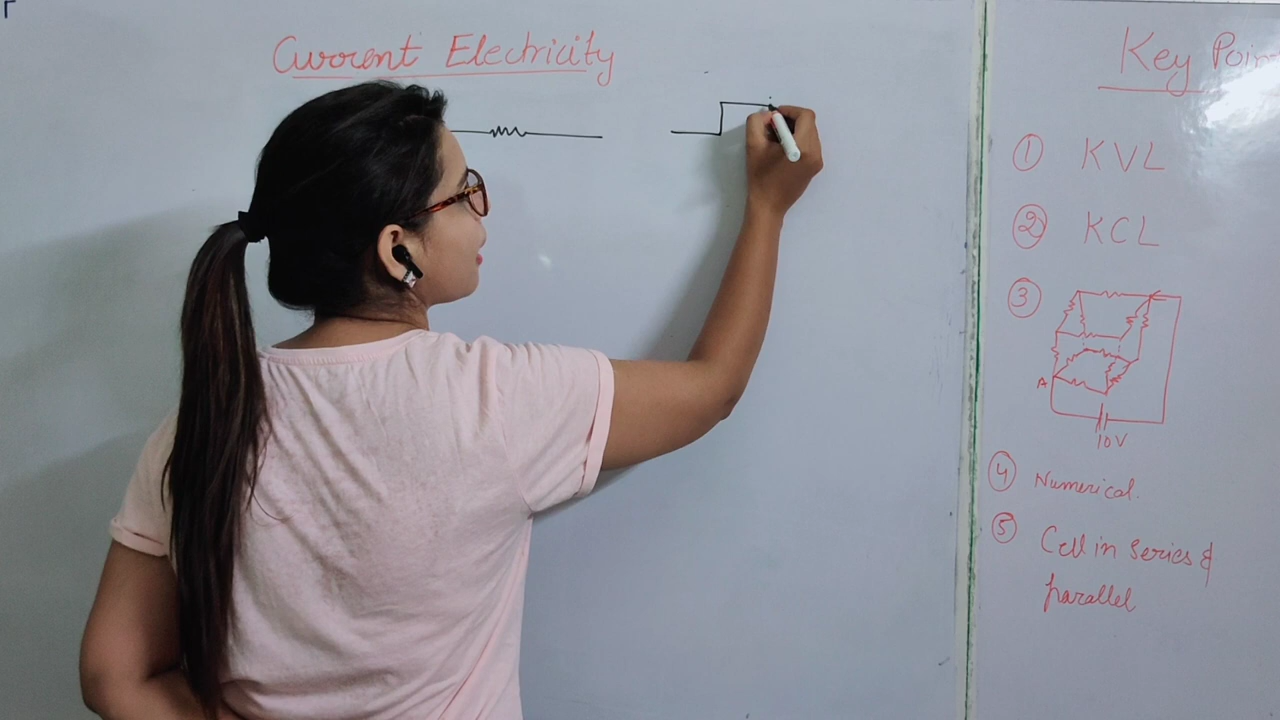 Current Electricity
Key Poin
① KVL
② KCL
③
A
10V
④ Numerical.
⑤ Cell in series &
parallel